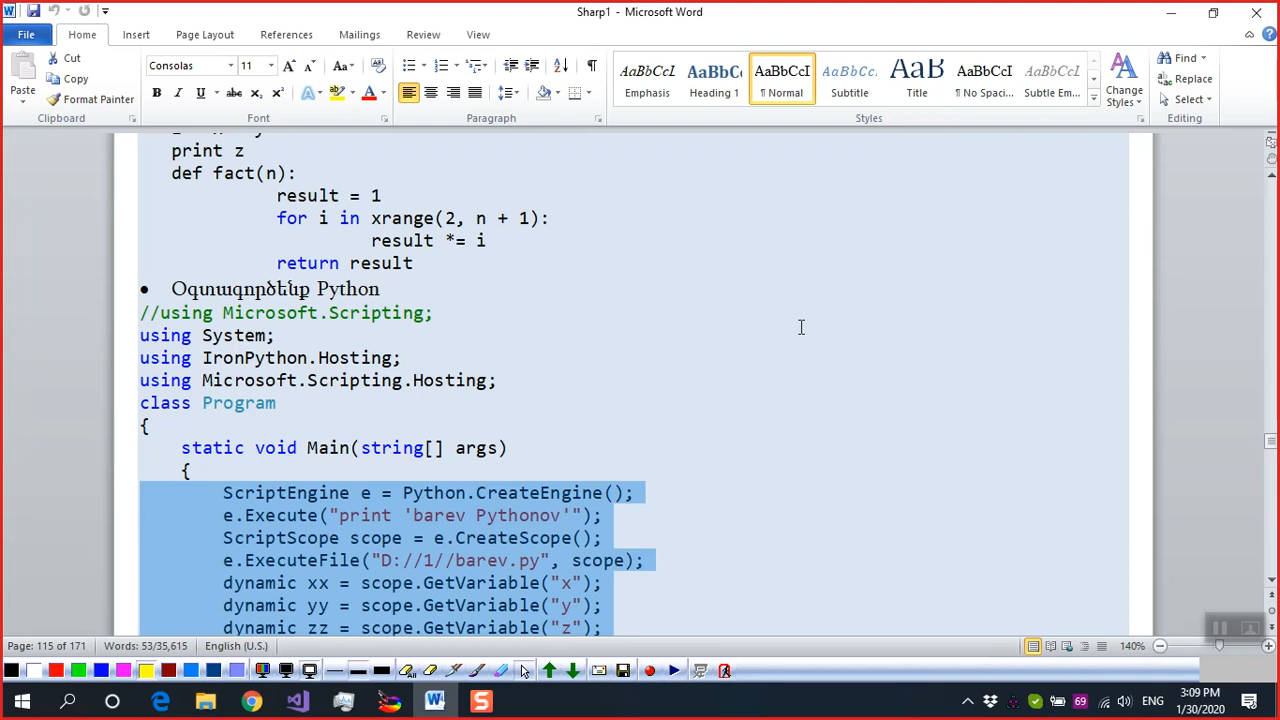 Sharp1 - Microsoft Word
File Home Insert Page Layout References Mailings Review View
Paste
Cut
Copy
Format Painter
Clipboard
Consolas 11
Font
Paragraph
AaBbCcI AaBbC AaBbCcI AaBbCc. AaB AaBbCcI AaBbCcI
Emphasis Heading 1 ¶ Normal Subtitle Title ¶ No Spaci... Subtle Em...
Change
Styles
Styles
Find
Replace
Select
Editing
print z
def fact(n):
result = 1
for i in xrange(2, n + 1):
result *= i
return result
• Օգտագործենք Python
//using Microsoft.Scripting;
using System;
using IronPython.Hosting;
using Microsoft.Scripting.Hosting;
class Program
{
static void Main(string[] args)
{
ScriptEngine e = Python.CreateEngine();
e.Execute("print 'barev Pythonov'");
ScriptScope scope = e.CreateScope();
e.ExecuteFile("D://1//barev.py", scope);
dynamic xx = scope.GetVariable("x");
dynamic yy = scope.GetVariable("y");
dynamic zz = scope.GetVariable("z");
Page: 115 of 171 Words: 53/35,615 English (U.S.) 140%
69 ENG 3:09 PM
1/30/2020